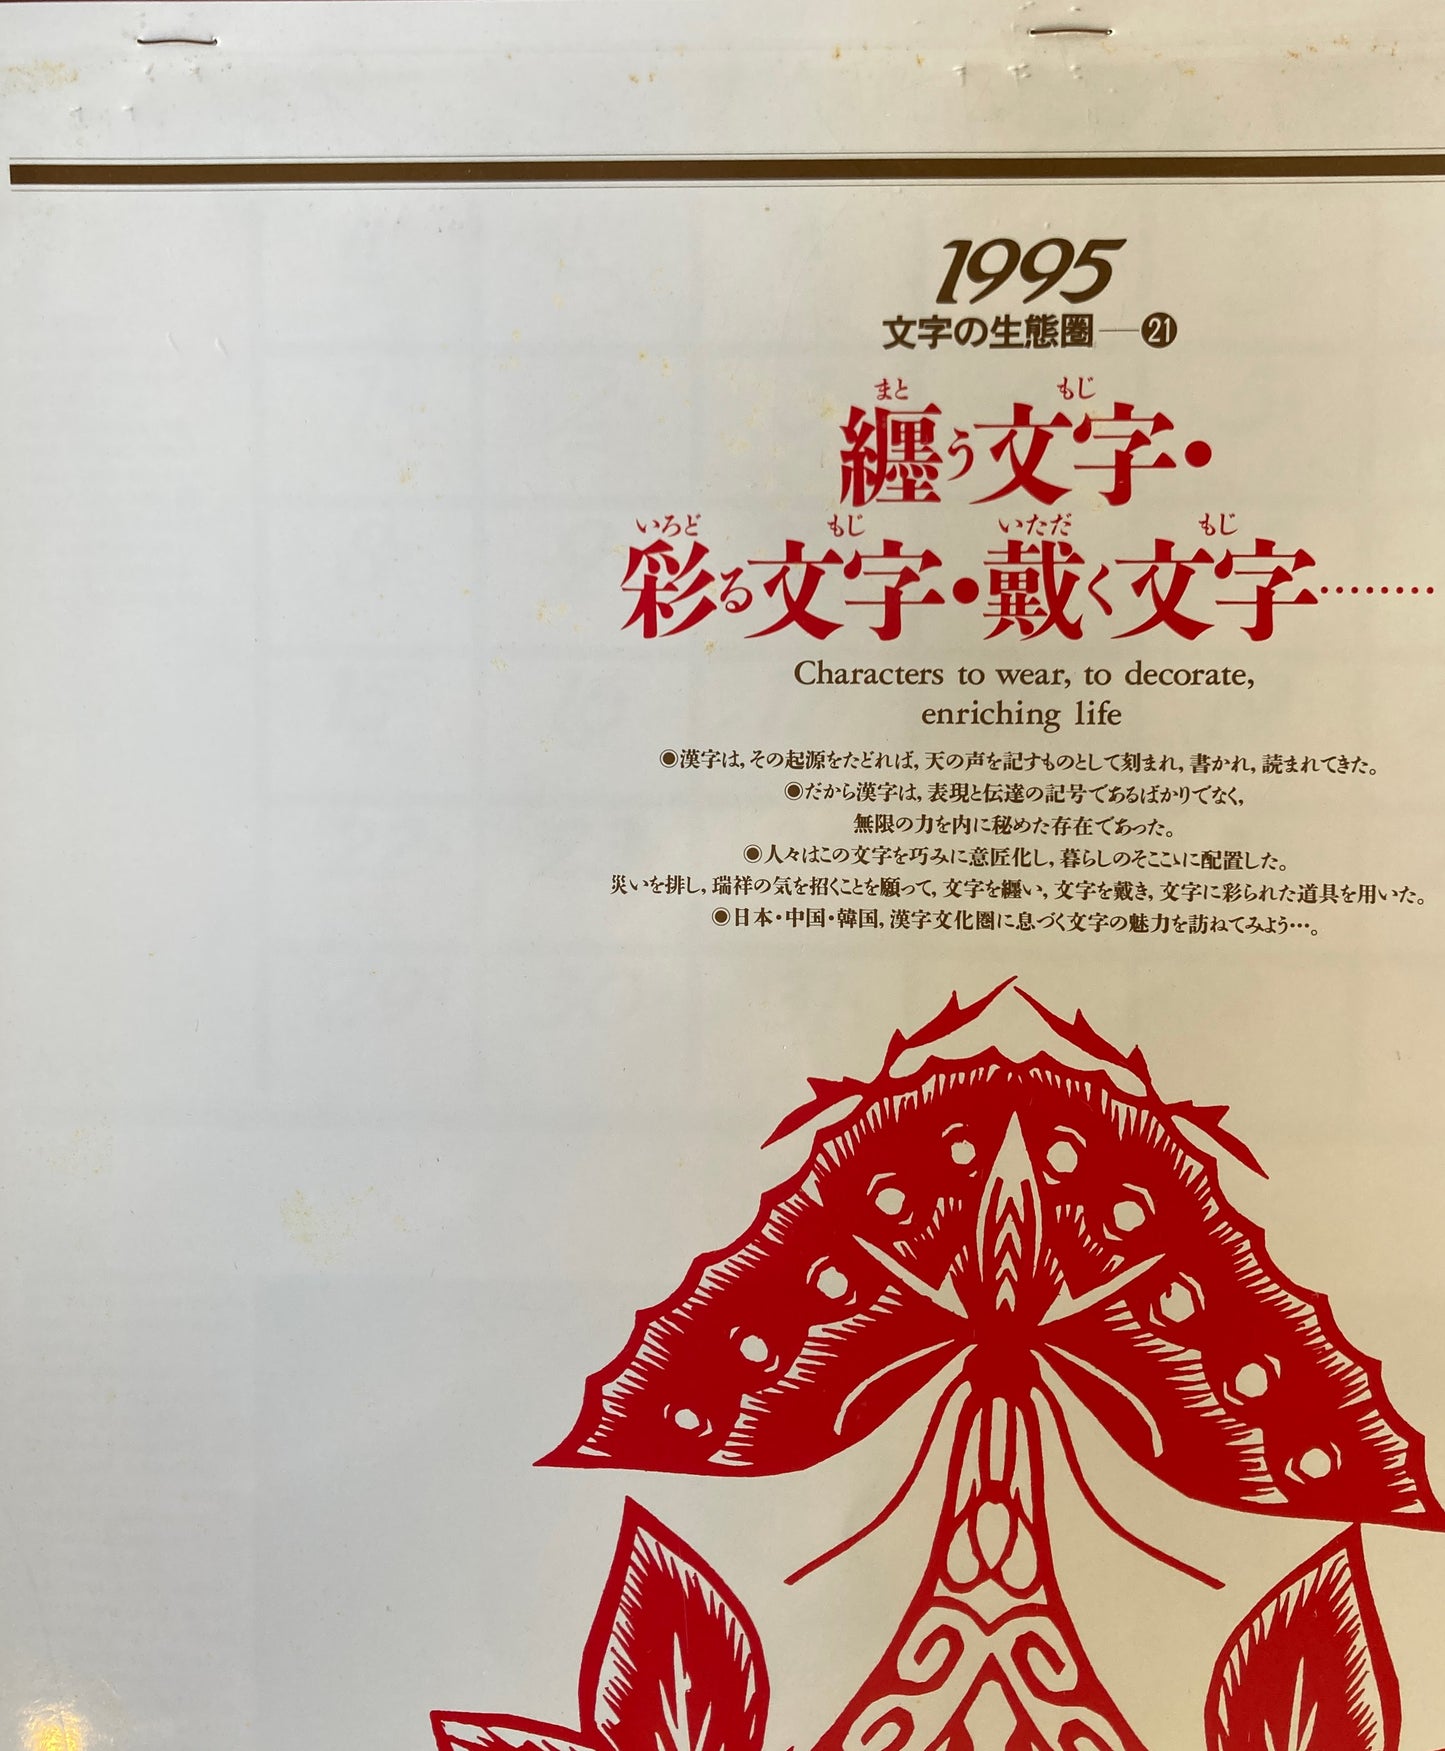 1995
文字の生態圏—㉑
まと もじ
纏う文字・
いろど もじ いただ もじ
彩る文字・戴く文字………
Characters to wear, to decorate,
enriching life
◉漢字は，その起源をたどれば，天の声を記すものとして刻まれ，書かれ，読まれてきた。
◉だから漢字は，表現と伝達の記号であるばかりでなく，
無限の力を内に秘めた存在であった。
◉人々はこの文字を巧みに意匠化し，暮らしのそこここに配置した。
災いを排し，瑞祥の気を招くことを願って，文字を纏い，文字を戴き，文字に彩られた道具を用いた。
◉日本・中国・韓国，漢字文化圏に息づく文字の魅力を訪ねてみよう…。